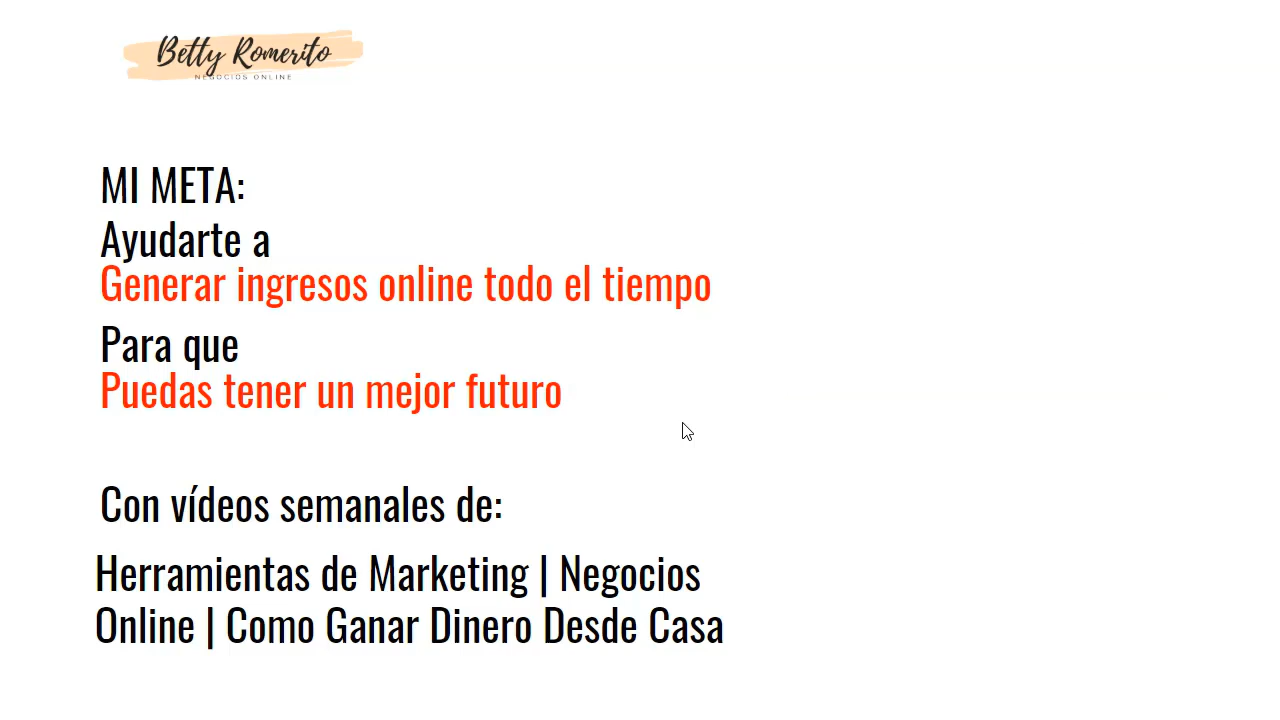 Betty Romerito
NEGOCIOS ONLINE
MI META:
Ayudarte a
Generar ingresos online todo el tiempo
Para que
Puedas tener un mejor futuro
Con vídeos semanales de:
Herramientas de Marketing | Negocios
Online | Como Ganar Dinero Desde Casa